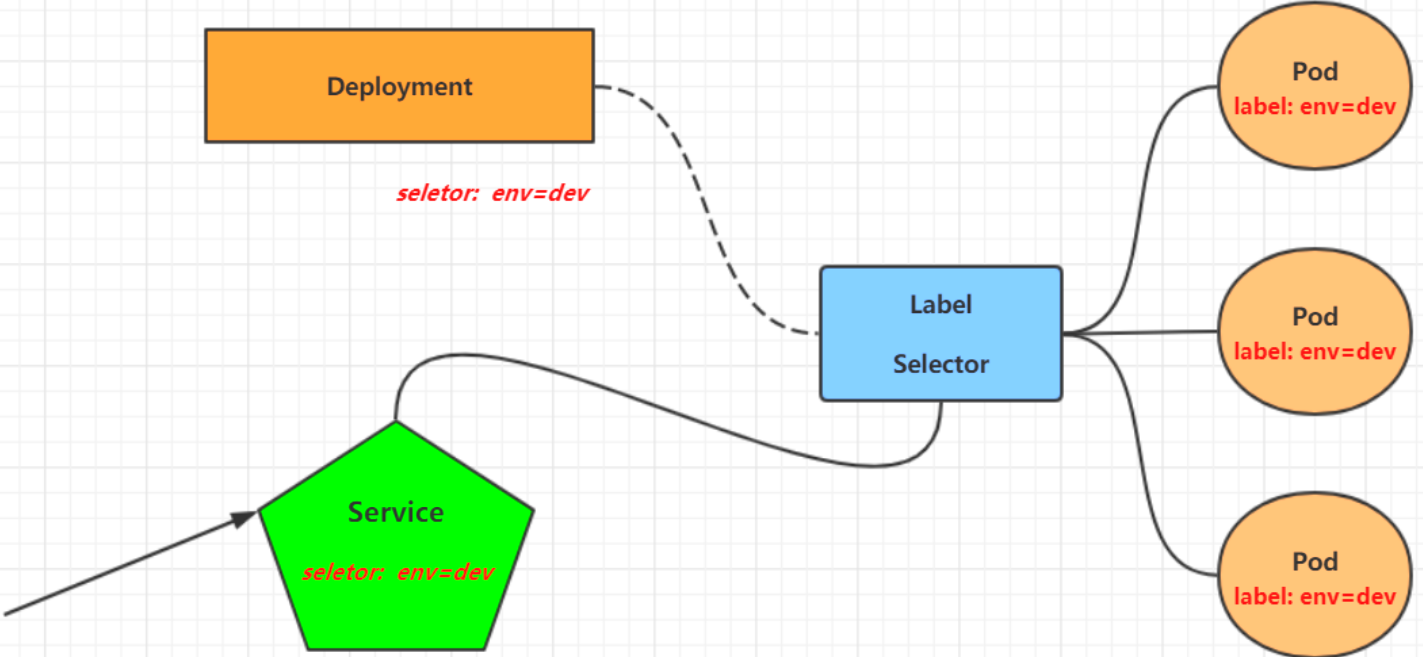 Deployment
seletor: env=dev
Label
Selector
Service
seletor: env=dev
Pod
label: env=dev
Pod
label: env=dev
Pod
label: env=dev